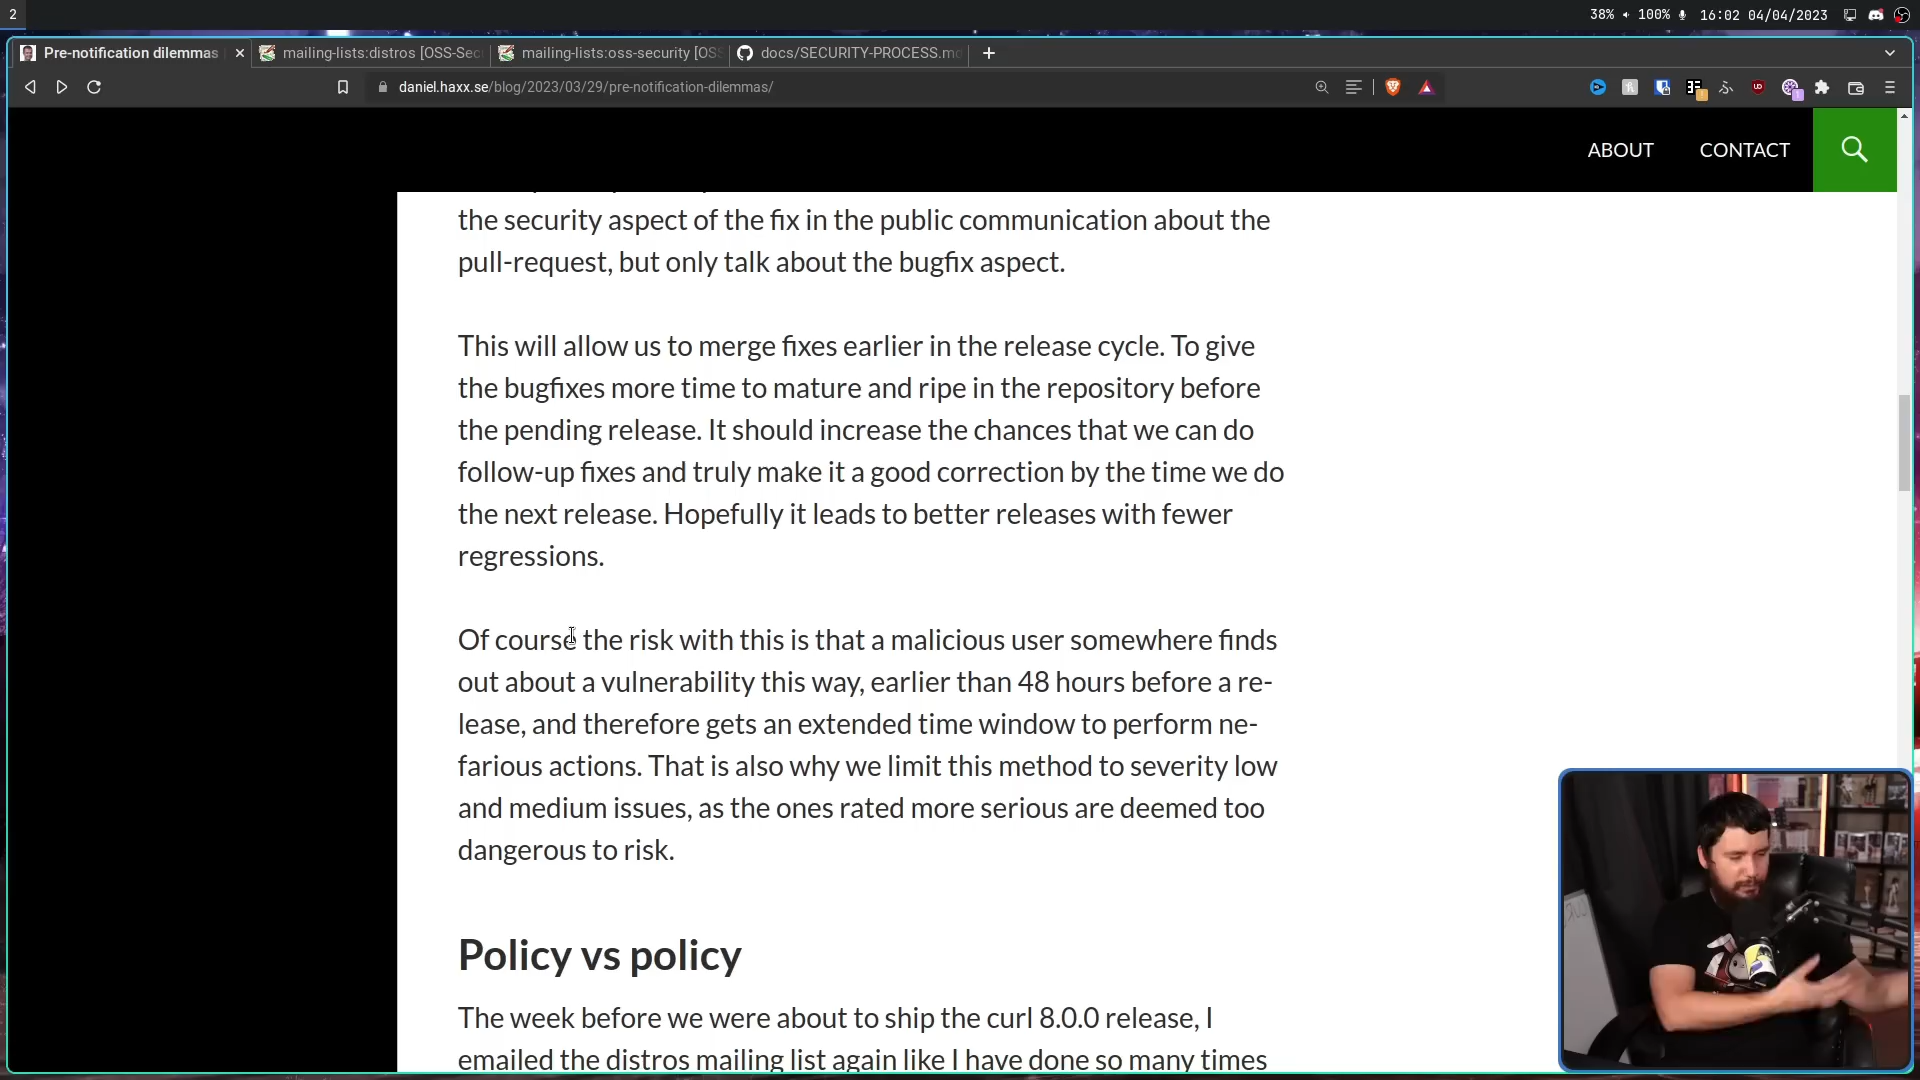 2
38% 100% 16:02 04/04/2023
Pre-notification dilemmas
mailing-lists:distros [OSS-Sec
mailing-lists:oss-security [OS
docs/SECURITY-PROCESS.md
daniel.haxx.se/blog/2023/03/29/pre-notification-dilemmas/
ABOUT CONTACT
the security aspect of the fix in the public communication about the
pull-request, but only talk about the bugfix aspect.
This will allow us to merge fixes earlier in the release cycle. To give
the bugfixes more time to mature and ripe in the repository before
the pending release. It should increase the chances that we can do
follow-up fixes and truly make it a good correction by the time we do
the next release. Hopefully it leads to better releases with fewer
regressions.
Of course the risk with this is that a malicious user somewhere finds
out about a vulnerability this way, earlier than 48 hours before a re-
lease, and therefore gets an extended time window to perform ne-
farious actions. That is also why we limit this method to severity low
and medium issues, as the ones rated more serious are deemed too
dangerous to risk.
Policy vs policy
The week before we were about to ship the curl 8.0.0 release, I
emailed the distros mailing list again like I have done so many times